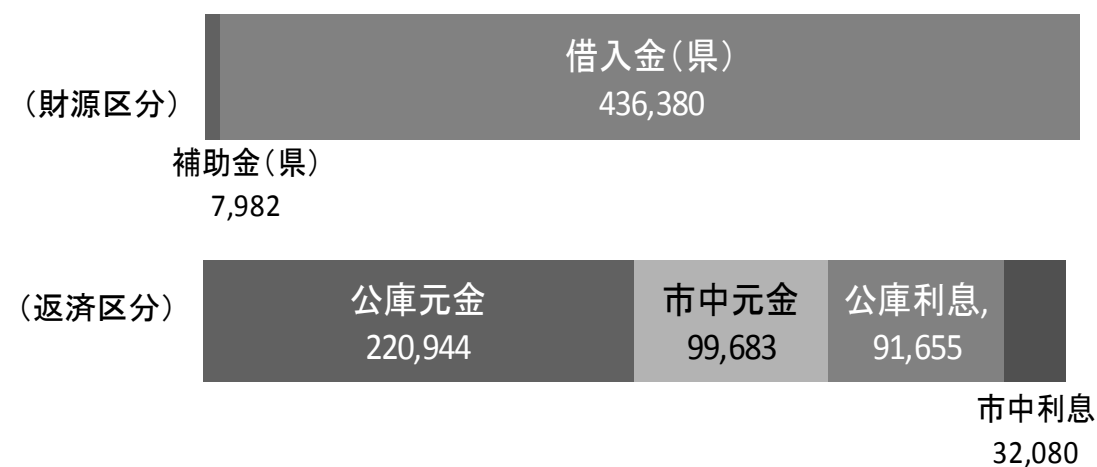 借入金（県）
436,380
（財源区分）
補助金（県）
7,982
（返済区分）
公庫元金
220,944
市中元金
99,683
公庫利息,
91,655
市中利息
32,080